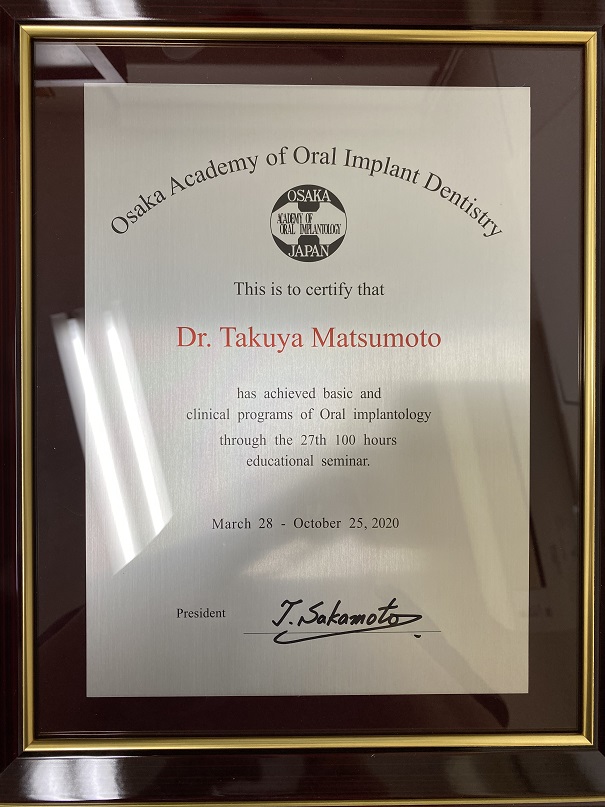 Osaka Academy of Oral Implant Dentistry
OSAKA
ACADEMY OF
ORAL IMPLANTOLOGY
JAPAN
This is to certify that
Dr. Takuya Matsumoto
has achieved basic and
clinical programs of Oral implantology
through the 27th 100 hours
educational seminar.
March 28 - October 25, 2020
President T. Sakamoto